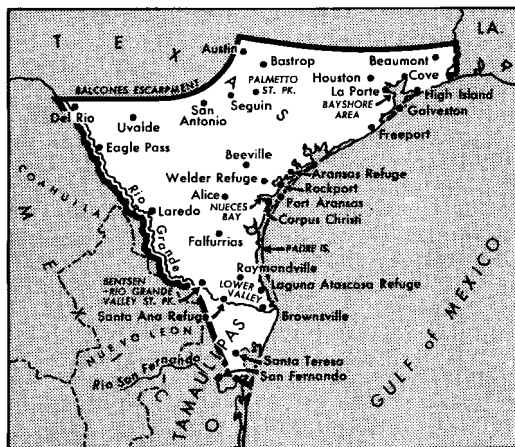 TEXAS
LA.
Austin
Bastrop
Beaumont
BALCONES ESCARPMENT
PALMETTO
ST. PK.
Houston
Cove
La Porte
BAYSHORE
AREA
High Island
Galveston
Del Rio
San
Antonio
Seguin
Uvalde
Freeport
Eagle Pass
Beeville
Welder Refuge
Aransas Refuge
Rockport
COAHUILA
Rio Grande
Alice
NUECES
BAY
Port Aransas
Corpus Christi
Laredo
Falfurrias
PADRE IS.
MEXICO
Raymondville
BENTSEN
-RIO GRANDE
VALLEY ST. PK.
LOWER
VALLEY
Laguna Atascosa Refuge
Santa Ana Refuge
Brownsville
NUEVO LEON
TAMAULIPAS
Rio San Fernando
Santa Teresa
San Fernando
GULF of MEXICO